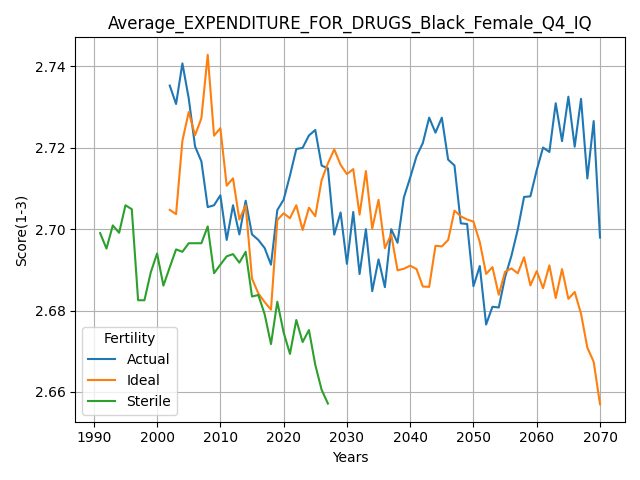 Average_EXPENDITURE_FOR_DRUGS_Black_Female_Q4_IQ
Score(1-3)
2.74
2.72
2.70
2.68
2.66
Fertility
Actual
Ideal
Sterile
1990 2000 2010 2020 2030 2040 2050 2060 2070
Years